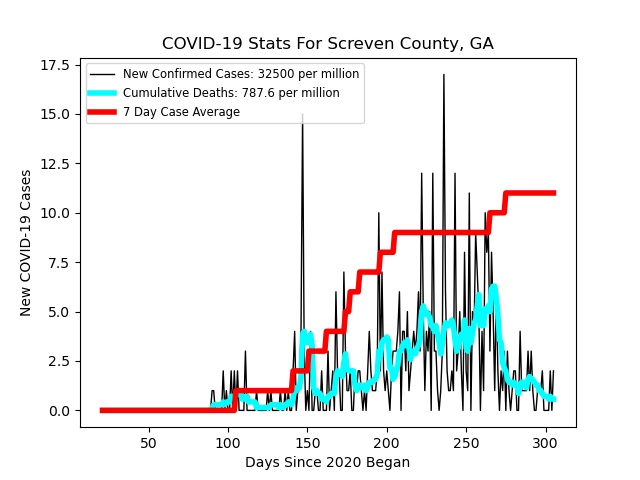 COVID-19 Stats For Screven County, GA
New Confirmed Cases: 32500 per million
Cumulative Deaths: 787.6 per million
7 Day Case Average
17.5
15.0
12.5
10.0
7.5
5.0
2.5
0.0
New COVID-19 Cases
50 100 150 200 250 300
Days Since 2020 Began